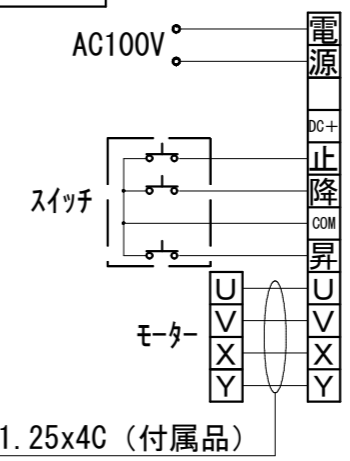 AC100V
電
源
DC+
止
降
COM
昇
スイッチ
U U
V V
モーター
X X
Y Y
1.25x4C (付属品)